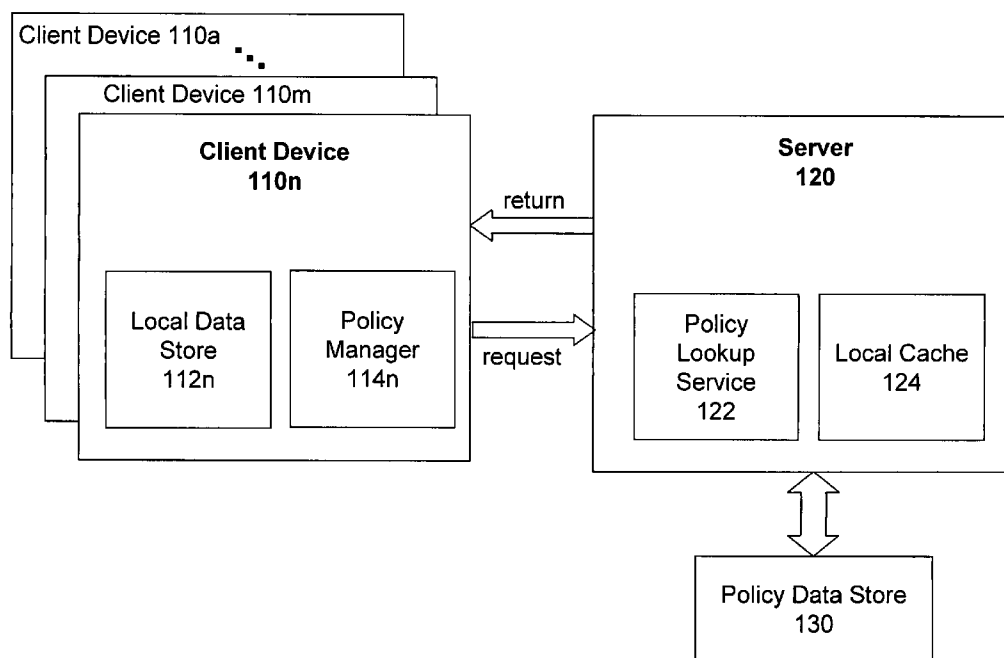 Client Device 110a
Client Device 110m
Client Device
110n
Local Data
Store
112n
Policy
Manager
114n
return
request
Server
120
Policy
Lookup
Service
122
Local Cache
124
Policy Data Store
130